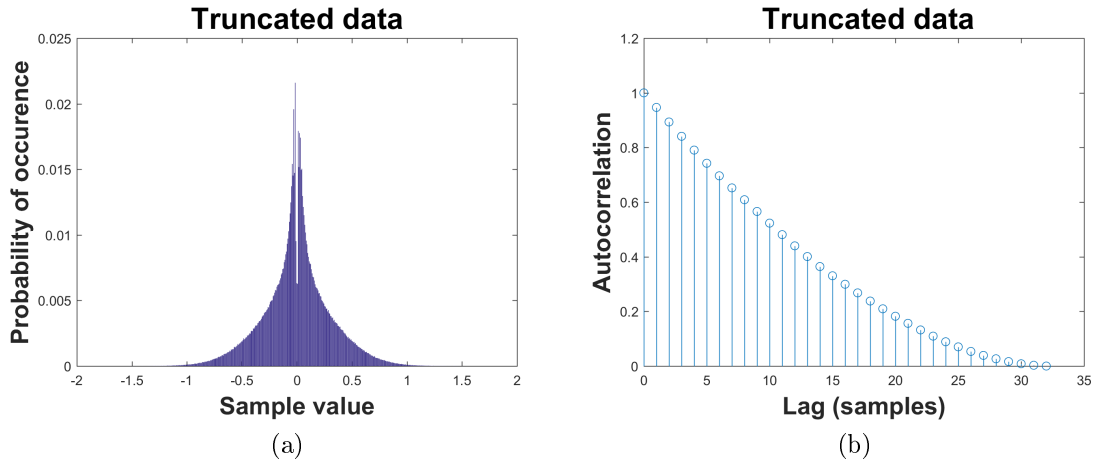 Truncated data
0.025
0.02
0.015
0.01
0.005
0
Probability of occurence
-2 -1.5 -1 -0.5 0 0.5 1 1.5 2
Sample value
(a)
Truncated data
1.2
1
0.8
0.6
0.4
0.2
0
Autocorrelation
0 5 10 15 20 25 30 35
Lag (samples)
(b)